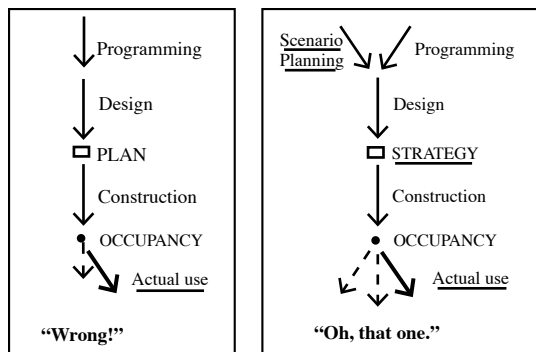 Programming
Design
PLAN
Construction
OCCUPANCY
Actual use
“Wrong!”
Scenario
Planning
Programming
Design
STRATEGY
Construction
OCCUPANCY
Actual use
“Oh, that one.”